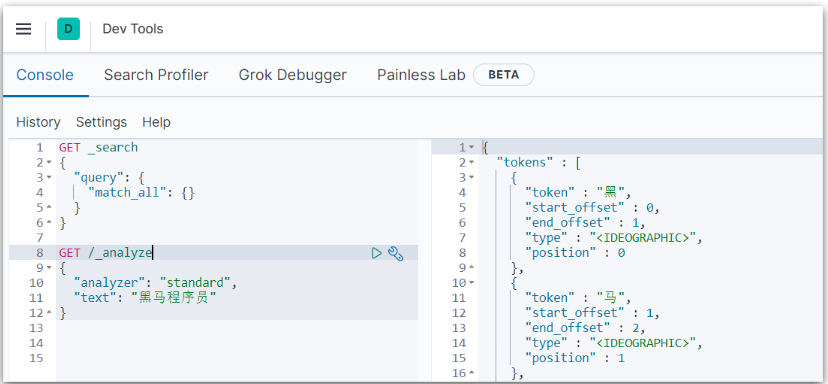 D Dev Tools
Console Search Profiler Grok Debugger Painless Lab BETA
History Settings Help
1 GET _search
2 {
3 "query": {
4 "match_all": {}
5 }
6 }
7
8 GET /_analyze
9 {
10 "analyzer": "standard",
11 "text": "黑马程序员"
12 }
13
14
15
1 {
2 "tokens" : [
3 {
4 "token" : "黑",
5 "start_offset" : 0,
6 "end_offset" : 1,
7 "type" : "<IDEOGRAPHIC>",
8 "position" : 0
9 },
10 {
11 "token" : "马",
12 "start_offset" : 1,
13 "end_offset" : 2,
14 "type" : "<IDEOGRAPHIC>",
15 "position" : 1
16 },